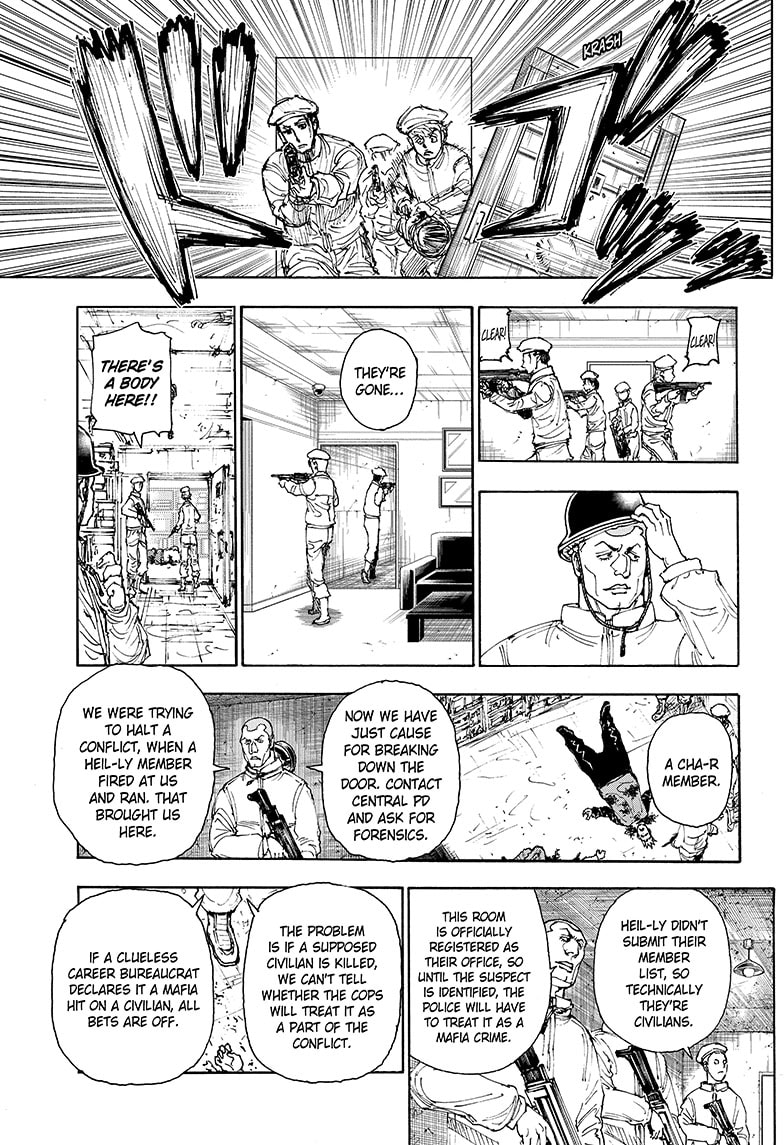 KRASH
ドゴ
CLEAR!
CLEAR!
THEY'RE
GONE...
THERE'S
A BODY
HERE!!
A CHA-R
MEMBER.
NOW WE HAVE
JUST CAUSE
FOR BREAKING
DOWN THE
DOOR. CONTACT
CENTRAL PD
AND ASK FOR
FORENSICS.
WE WERE TRYING
TO HALT A
CONFLICT, WHEN A
HEIL-LY MEMBER
FIRED AT US
AND RAN. THAT
BROUGHT US
HERE.
HEIL-LY DIDN'T
SUBMIT THEIR
MEMBER
LIST, SO
TECHNICALLY
THEY'RE
CIVILIANS.
THIS ROOM
IS OFFICIALLY
REGISTERED AS
THEIR OFFICE, SO
UNTIL THE SUSPECT
IS IDENTIFIED, THE
POLICE WILL HAVE
TO TREAT IT AS A
MAFIA CRIME.
THE PROBLEM
IS IF A SUPPOSED
CIVILIAN IS KILLED,
WE CAN'T TELL
WHETHER THE COPS
WILL TREAT IT AS
A PART OF THE
CONFLICT.
IF A CLUELESS
CAREER BUREAUCRAT
DECLARES IT A MAFIA
HIT ON A CIVILIAN, ALL
BETS ARE OFF.